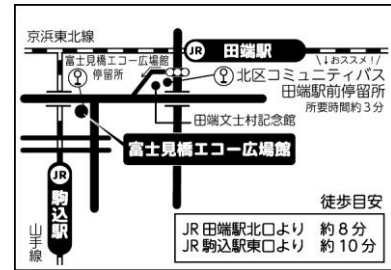 京浜東北線
JR 田端駅
富士見橋エコー広場館
停留所
\↓おススメ!/
北区コミュニティバス
田端駅前停留所
所要時間約3分
田端文士村記念館
富士見橋エコー広場館
JR 駒込駅
山手線
徒歩目安
JR田端駅北口より 約8分
JR駒込駅東口より 約10分